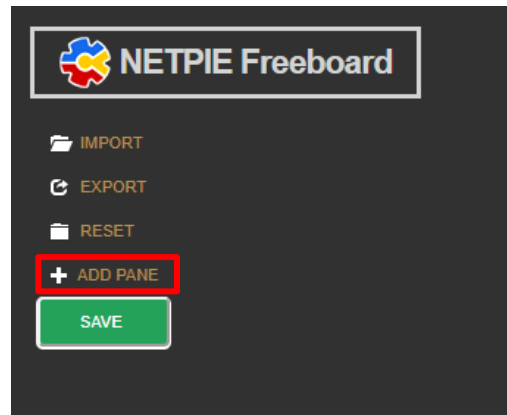 NETPIE Freeboard
IMPORT
EXPORT
RESET
ADD PANE
SAVE